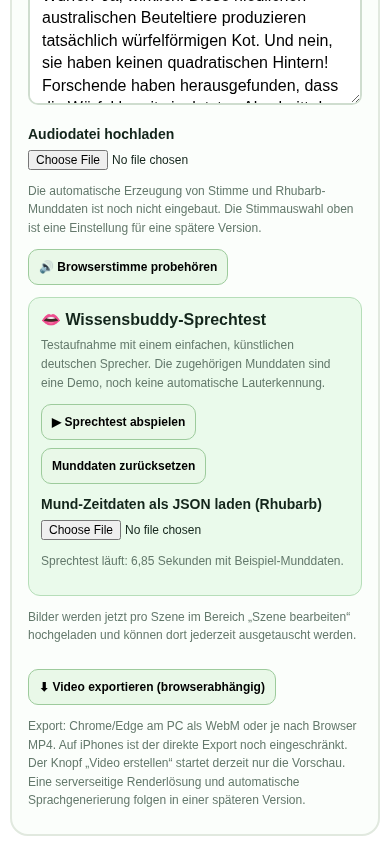 australischen Beuteltiere produzieren
tatsächlich würfelförmigen Kot. Und nein,
sie haben keinen quadratischen Hintern!
Forschende haben herausgefunden, dass
Audiodatei hochladen
Choose File No file chosen
Die automatische Erzeugung von Stimme und Rhubarb-
Munddaten ist noch nicht eingebaut. Die Stimmauswahl oben
ist eine Einstellung für eine spätere Version.
🔊 Browserstimme probehören
👄 Wissensbuddy-Sprechtest
Testaufnahme mit einem einfachen, künstlichen
deutschen Sprecher. Die zugehörigen Munddaten sind
eine Demo, noch keine automatische Lauterkennung.
▶ Sprechtest abspielen
Munddaten zurücksetzen
Mund-Zeitdaten als JSON laden (Rhubarb)
Choose File No file chosen
Sprechtest läuft: 6,85 Sekunden mit Beispiel-Munddaten.
Bilder werden jetzt pro Szene im Bereich „Szene bearbeiten“
hochgeladen und können dort jederzeit ausgetauscht werden.
⬇ Video exportieren (browserabhängig)
Export: Chrome/Edge am PC als WebM oder je nach Browser
MP4. Auf iPhones ist der direkte Export noch eingeschränkt.
Der Knopf „Video erstellen“ startet derzeit nur die Vorschau.
Eine serverseitige Renderlösung und automatische
Sprachgenerierung folgen in einer späteren Version.